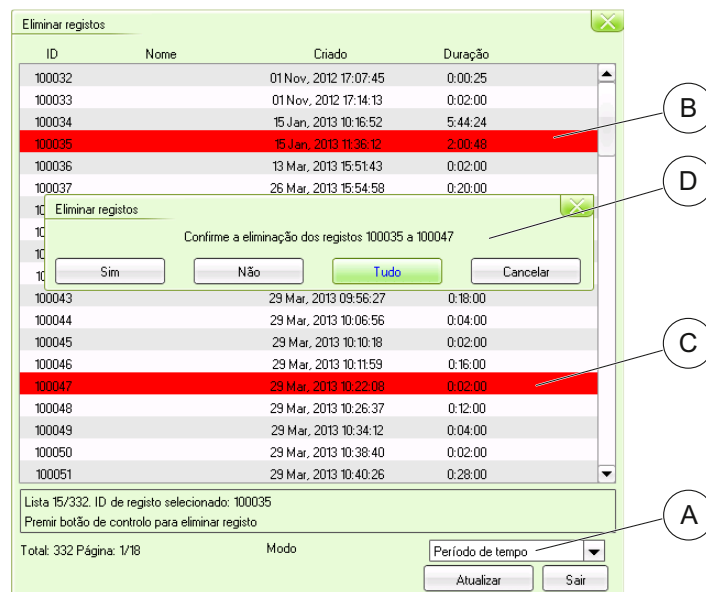 Eliminar registos
ID Nome Criado Duração
100032 01 Nov, 2012 17:07:45 0:00:25
100033 01 Nov, 2012 17:14:13 0:02:00
100034 15 Jan, 2013 10:16:52 5:44:24
100035 15 Jan, 2013 11:36:12 2:00:48
100036 13 Mar, 2013 15:51:43 0:02:00
100037 26 Mar, 2013 15:54:58 0:20:00
Eliminar registos
Confirme a eliminação dos registos 100035 a 100047
Sim Não Tudo Cancelar
100043 29 Mar, 2013 09:56:27 0:18:00
100044 29 Mar, 2013 10:06:56 0:04:00
100045 29 Mar, 2013 10:10:18 0:02:00
100046 29 Mar, 2013 10:11:59 0:16:00
100047 29 Mar, 2013 10:22:08 0:02:00
100048 29 Mar, 2013 10:26:37 0:12:00
100049 29 Mar, 2013 10:34:12 0:04:00
100050 29 Mar, 2013 10:38:40 0:02:00
100051 29 Mar, 2013 10:40:26 0:28:00
Lista 15/332. ID de registo selecionado: 100035
Premir botão de controlo para eliminar registo
Total: 332 Página: 1/18 Modo Período de tempo
Atualizar Sair
B
D
C
A